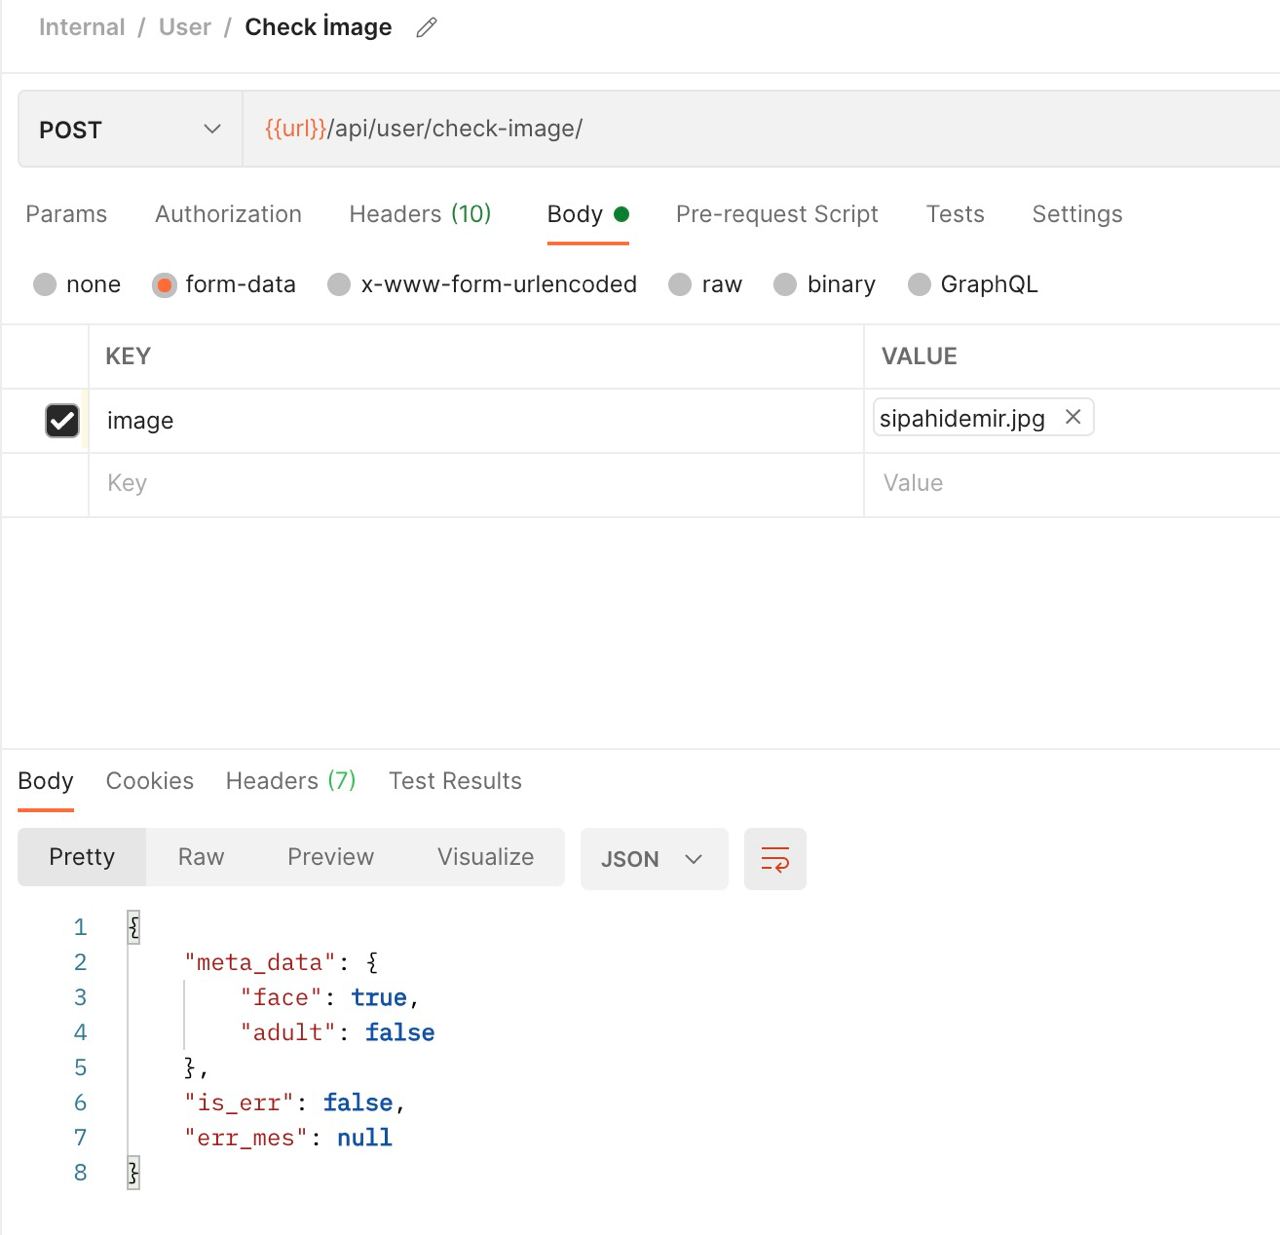 Internal / User / Check İmage
POST {{url}}/api/user/check-image/
Params Authorization Headers (10) Body Pre-request Script Tests Settings
none form-data x-www-form-urlencoded raw binary GraphQL
KEY VALUE
image sipahidemir.jpg
Key Value
Body Cookies Headers (7) Test Results
Pretty Raw Preview Visualize JSON
1 {
2 "meta_data": {
3 "face": true,
4 "adult": false
5 },
6 "is_err": false,
7 "err_mes": null
8 }